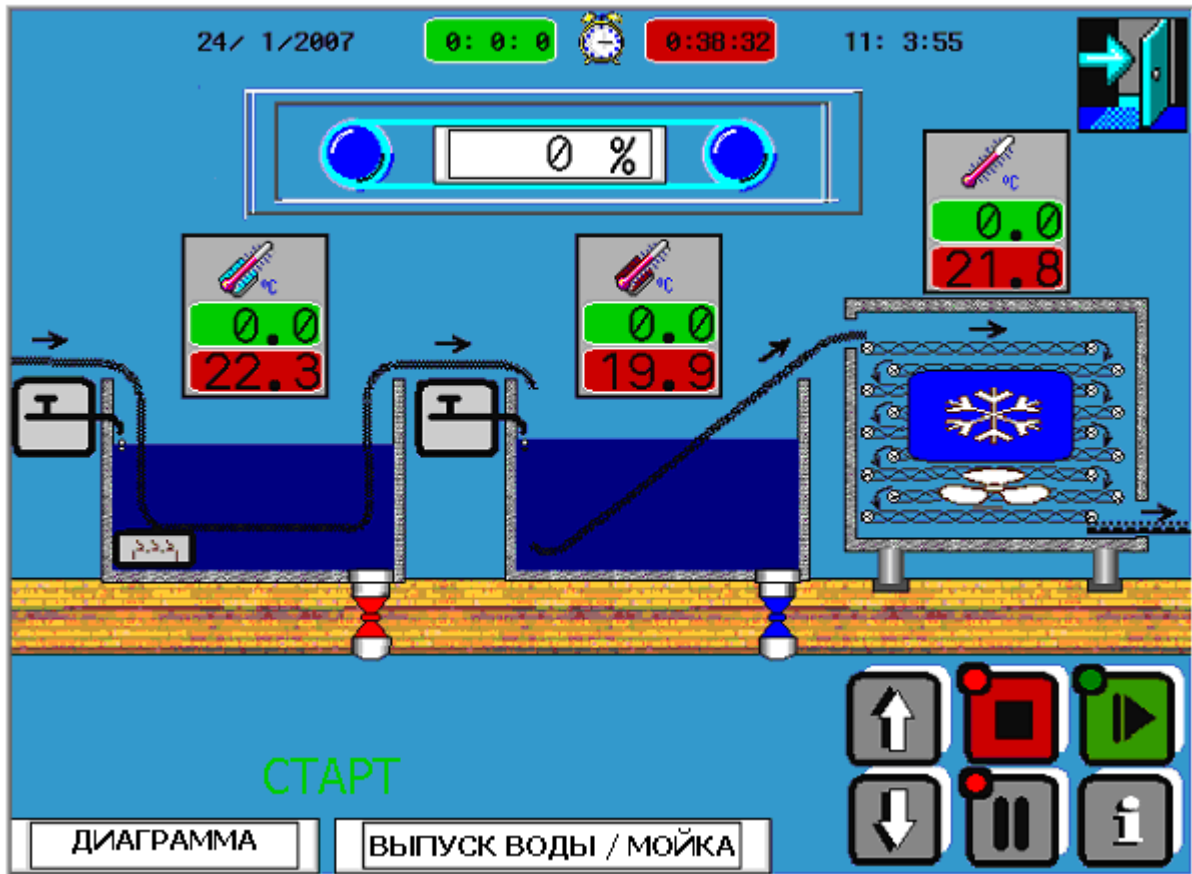 24/ 1/2007 0: 0: 0 0:38:32 11: 3:55
0 %
°C
0.0
21.8
°C
0.0
22.3
°C
0.0
19.9
СТАРТ
ДИАГРАММА
ВЫПУСК ВОДЫ / МОЙКА
i